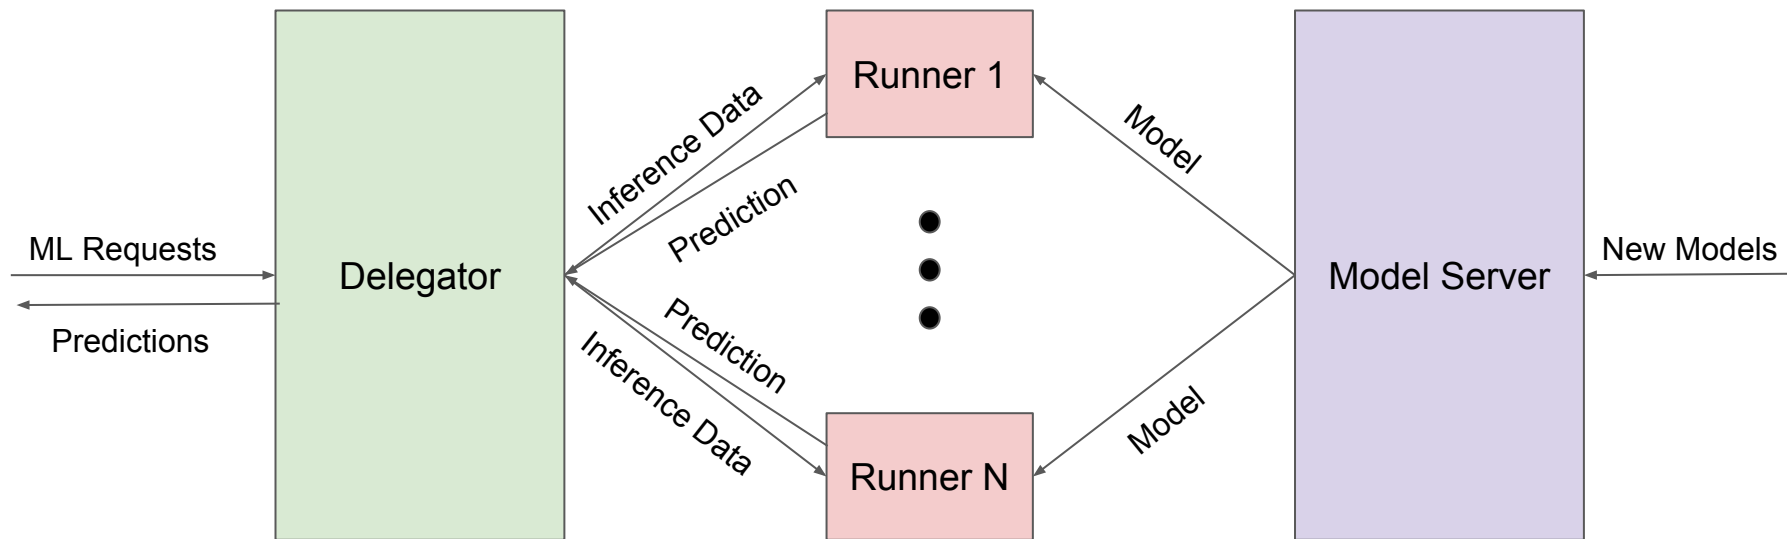 ML Requests
Predictions
Delegator
Inference Data
Prediction
Prediction
Inference Data
Runner 1
Runner N
Model
Model
Model Server
New Models